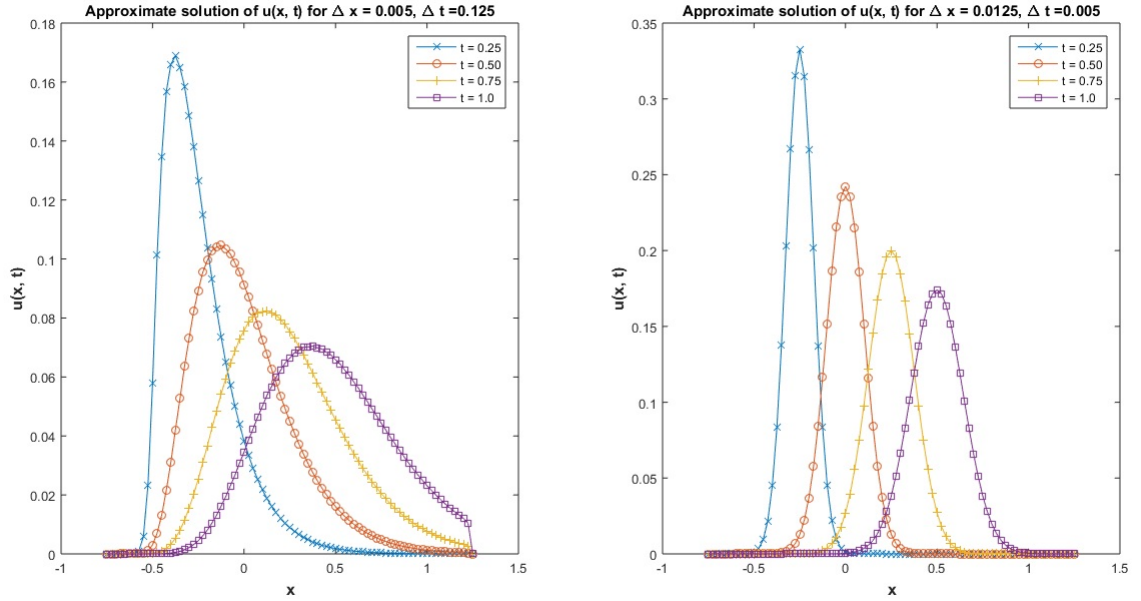 Approximate solution of u(x, t) for Δ x = 0.005, Δ t =0.125
0.18
0.16
0.14
0.12
0.1
0.08
0.06
0.04
0.02
0
u(x, t)
t = 0.25
t = 0.50
t = 0.75
t = 1.0
-1
-0.5
0
0.5
1
1.5
x
Approximate solution of u(x, t) for Δ x = 0.0125, Δ t =0.005
0.35
0.3
0.25
0.2
0.15
0.1
0.05
0
u(x, t)
t = 0.25
t = 0.50
t = 0.75
t = 1.0
-1
-0.5
0
0.5
1
1.5
x